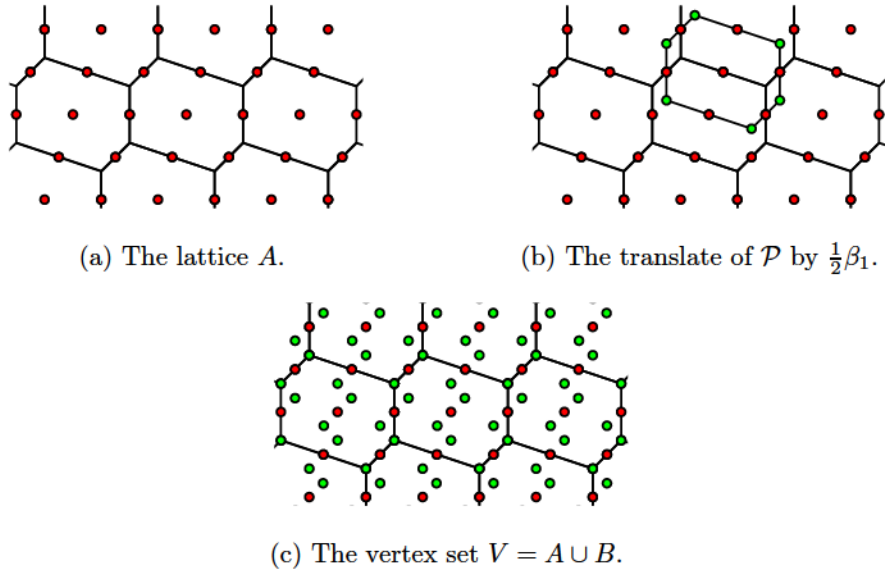 (a) The lattice A.
(b) The translate of 𝒫 by ½β₁.
(c) The vertex set V = A ∪ B.